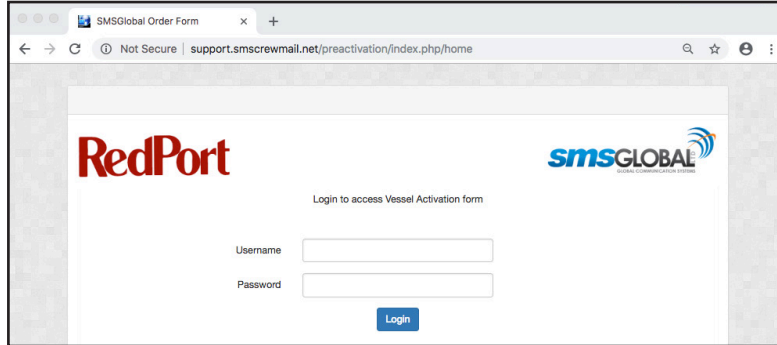 SMSGlobal Order Form
Not Secure | support.smscrewmail.net/preactivation/index.php/home
RedPort
smsGLOBAL
GLOBAL COMMUNICATION SYSTEMS
Login to access Vessel Activation form
Username
Password
Login